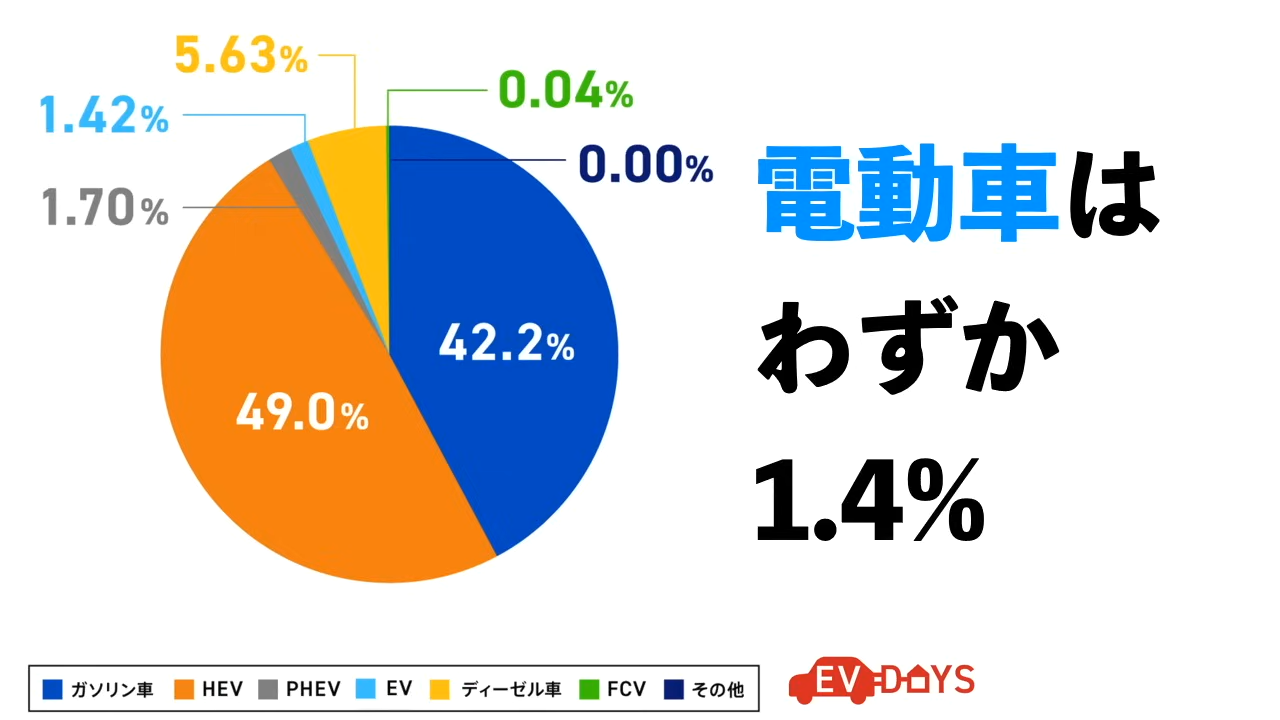 5.63%
0.04%
1.42%
0.00%
1.70%
42.2%
49.0%
電動車は
わずか
1.4%
ガソリン車 HEV PHEV EV ディーゼル車 FCV その他
EV DAYS